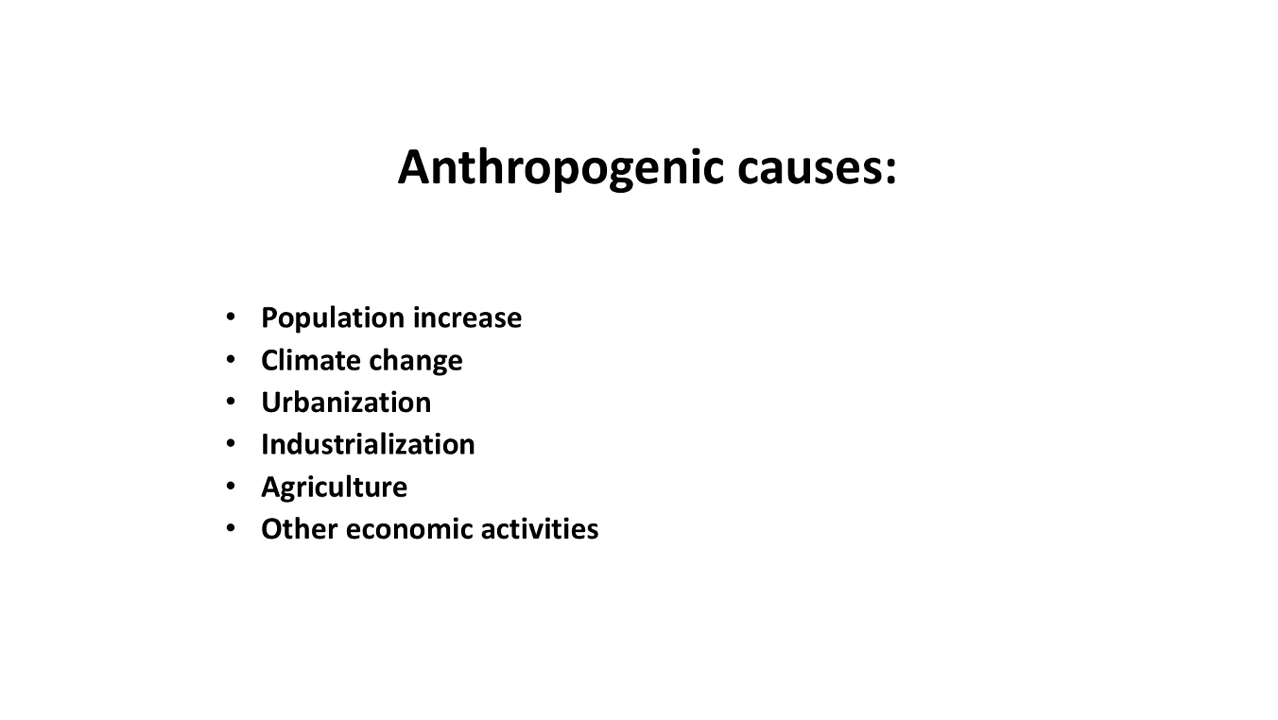 Anthropogenic causes:
• Population increase
• Climate change
• Urbanization
• Industrialization
• Agriculture
• Other economic activities